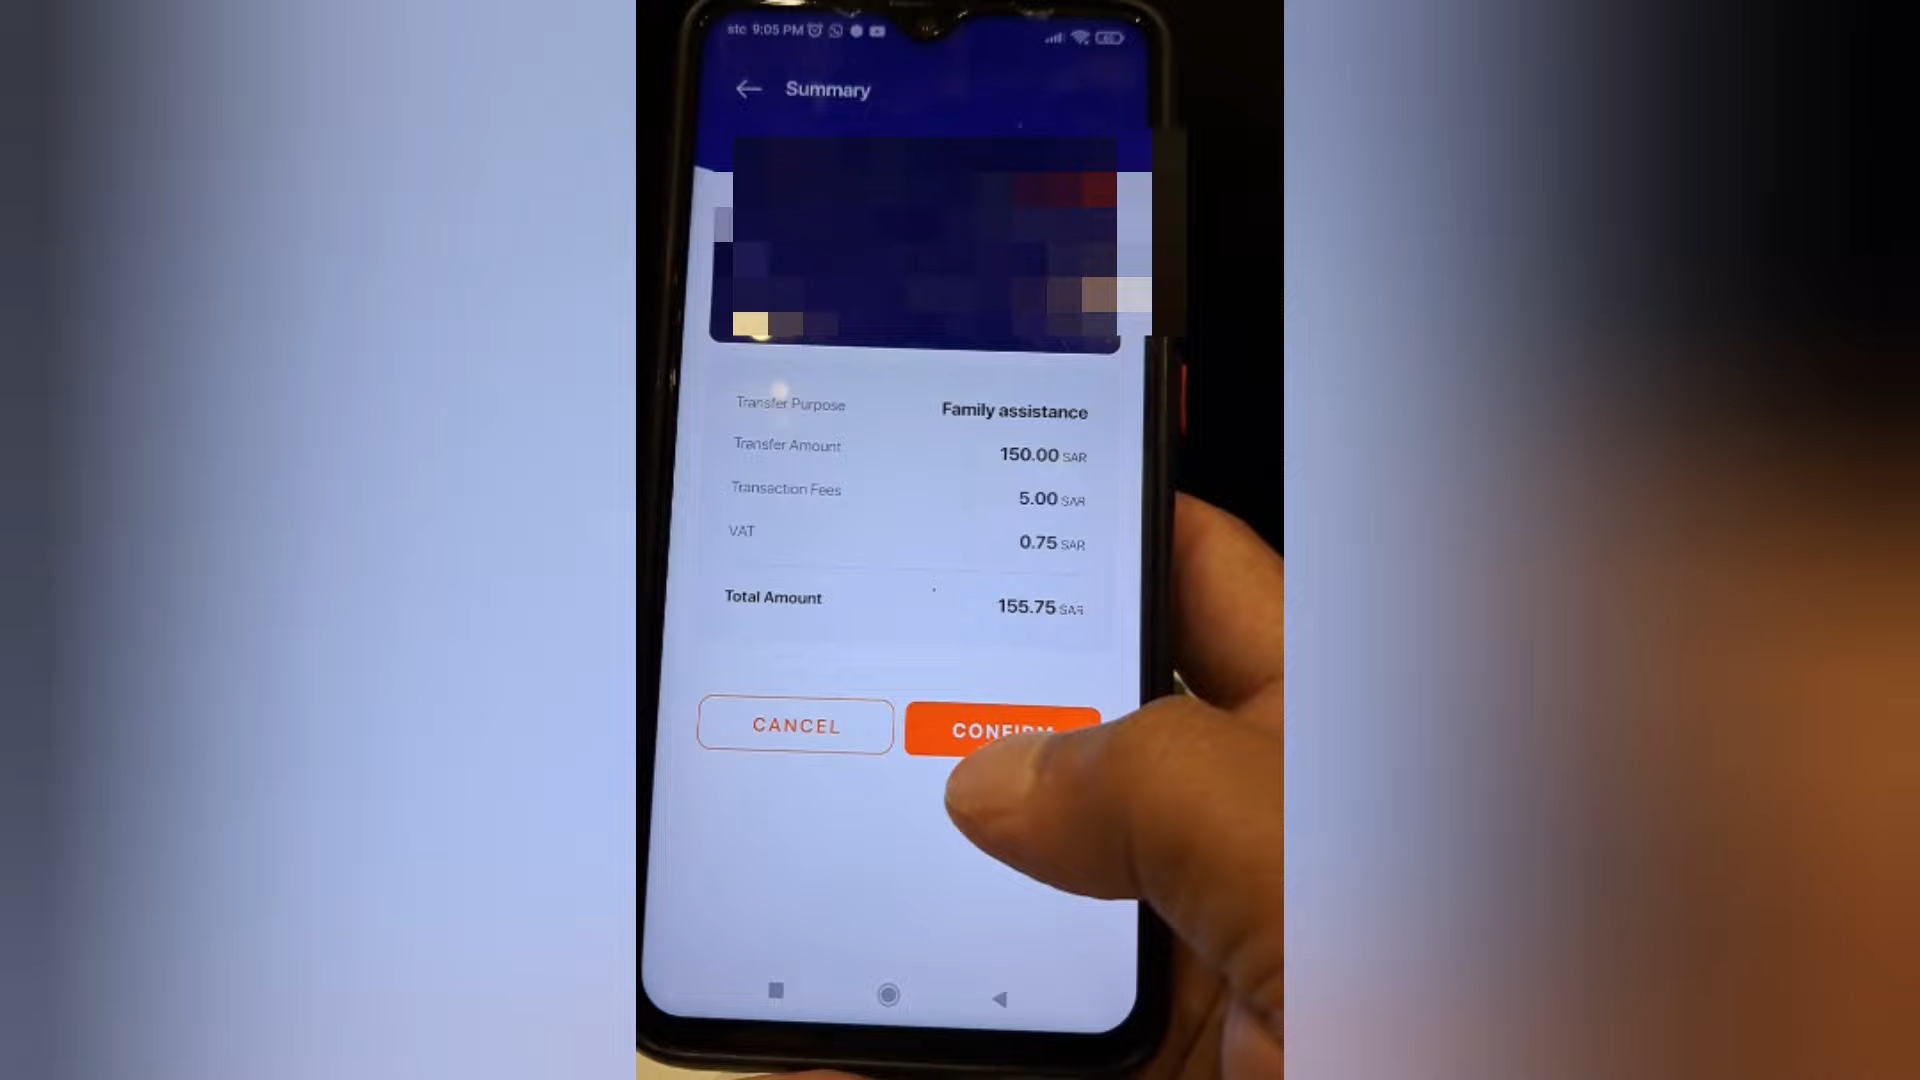 stc 9:05 PM
Summary
Transfer Purpose Family assistance
Transfer Amount 150.00 SAR
Transaction Fees 5.00 SAR
VAT 0.75 SAR
Total Amount 155.75 SAR
CANCEL CONFIRM